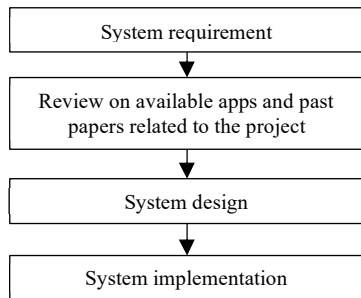 System requirement
Review on available apps and past
papers related to the project
System design
System implementation